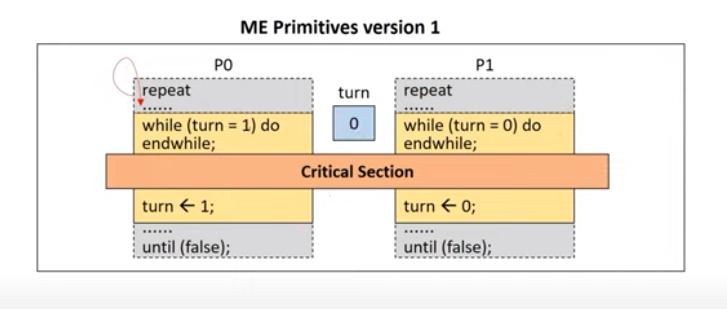 ME Primitives version 1
P0
repeat
......
while (turn = 1) do
endwhile;
turn
0
P1
repeat
......
while (turn = 0) do
endwhile;
Critical Section
turn ← 1;
......
until (false);
turn ← 0;
......
until (false);